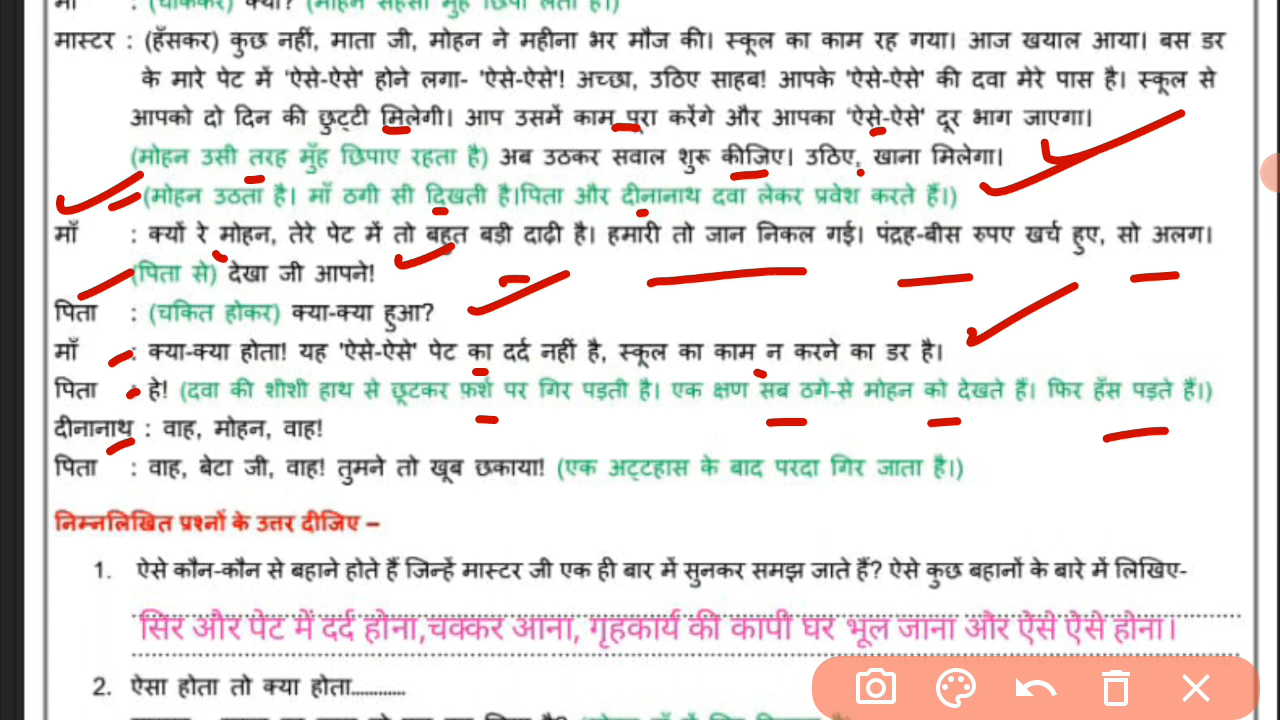 मास्टर : (हँसकर) कुछ नहीं, माता जी, मोहन ने महीना भर मौज की। स्कूल का काम रह गया। आज खयाल आया। बस डर
के मारे पेट में 'ऐसे-ऐसे' होने लगा- 'ऐसे-ऐसे'! अच्छा, उठिए साहब! आपके 'ऐसे-ऐसे' की दवा मेरे पास है। स्कूल से
आपको दो दिन की छुट्टी मिलेगी। आप उसमें काम पूरा करेंगे और आपका 'ऐसे-ऐसे' दूर भाग जाएगा।
(मोहन उसी तरह मुँह छिपाए रहता है) अब उठकर सवाल शुरू कीजिए। उठिए, खाना मिलेगा।
(मोहन उठता है। माँ ठगी सी दिखती है।पिता और दीनानाथ दवा लेकर प्रवेश करते हैं।)
माँ : क्यों रे मोहन, तेरे पेट में तो बहुत बड़ी दाढ़ी है। हमारी तो जान निकल गई। पंद्रह-बीस रुपए खर्च हुए, सो अलग।
(पिता से) देखा जी आपने!
पिता : (चकित होकर) क्या-क्या हुआ?
माँ : क्या-क्या होता! यह 'ऐसे-ऐसे' पेट का दर्द नहीं है, स्कूल का काम न करने का डर है।
पिता : हे! (दवा की शीशी हाथ से छूटकर फ़र्श पर गिर पड़ती है। एक क्षण सब ठगे-से मोहन को देखते हैं। फिर हँस पड़ते हैं।)
दीनानाथ : वाह, मोहन, वाह!
पिता : वाह, बेटा जी, वाह! तुमने तो खूब छकाया! (एक अट्टहास के बाद परदा गिर जाता है।)
निम्नलिखित प्रश्नों के उत्तर दीजिए –
1. ऐसे कौन-कौन से बहाने होते हैं जिन्हें मास्टर जी एक ही बार में सुनकर समझ जाते हैं? ऐसे कुछ बहानों के बारे में लिखिए-
सिर और पेट में दर्द होना,चक्कर आना, गृहकार्य की कापी घर भूल जाना और ऐसे ऐसे होना।
2. ऐसा होता तो क्या होता............